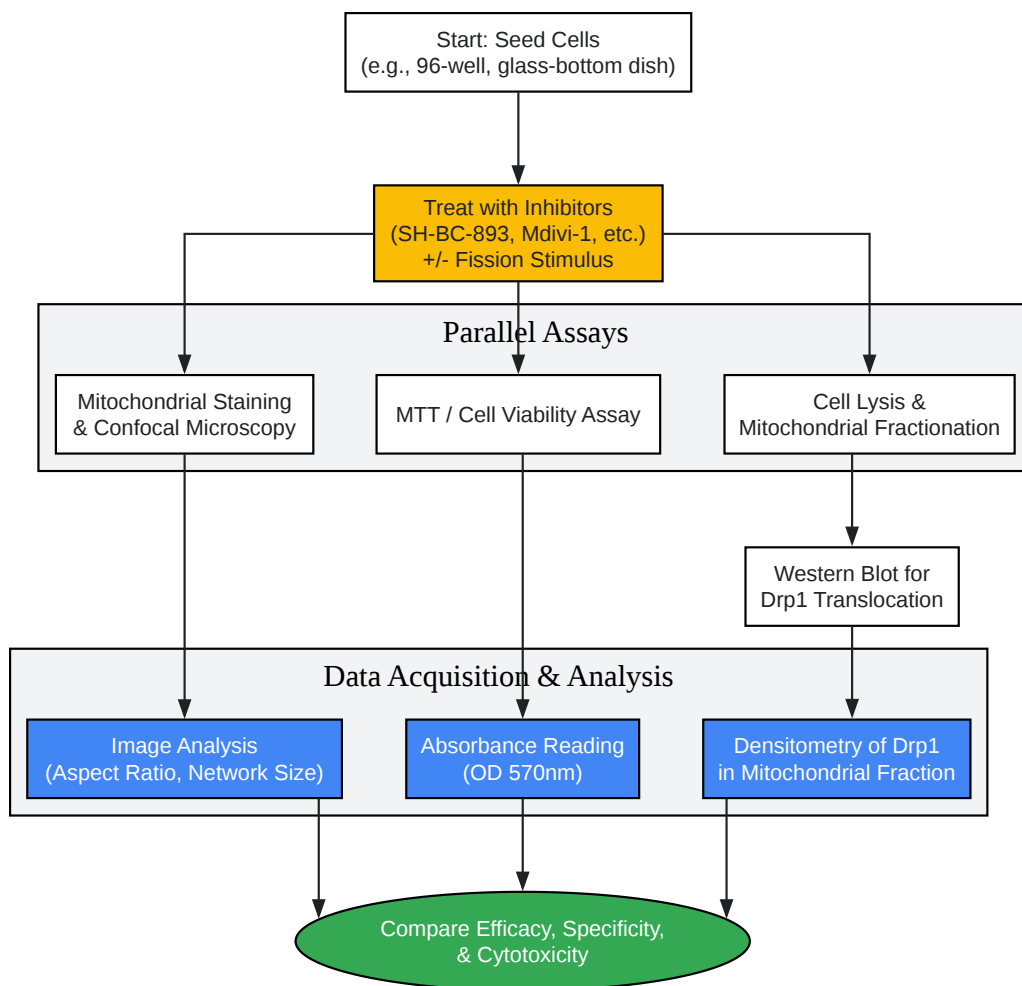 Start: Seed Cells
(e.g., 96-well, glass-bottom dish)
Treat with Inhibitors
(SH-BC-893, Mdivi-1, etc.)
+/- Fission Stimulus
Parallel Assays
Mitochondrial Staining
& Confocal Microscopy
MTT / Cell Viability Assay
Cell Lysis &
Mitochondrial Fractionation
Western Blot for
Drp1 Translocation
Data Acquisition & Analysis
Image Analysis
(Aspect Ratio, Network Size)
Absorbance Reading
(OD 570nm)
Densitometry of Drp1
in Mitochondrial Fraction
Compare Efficacy, Specificity,
& Cytotoxicity